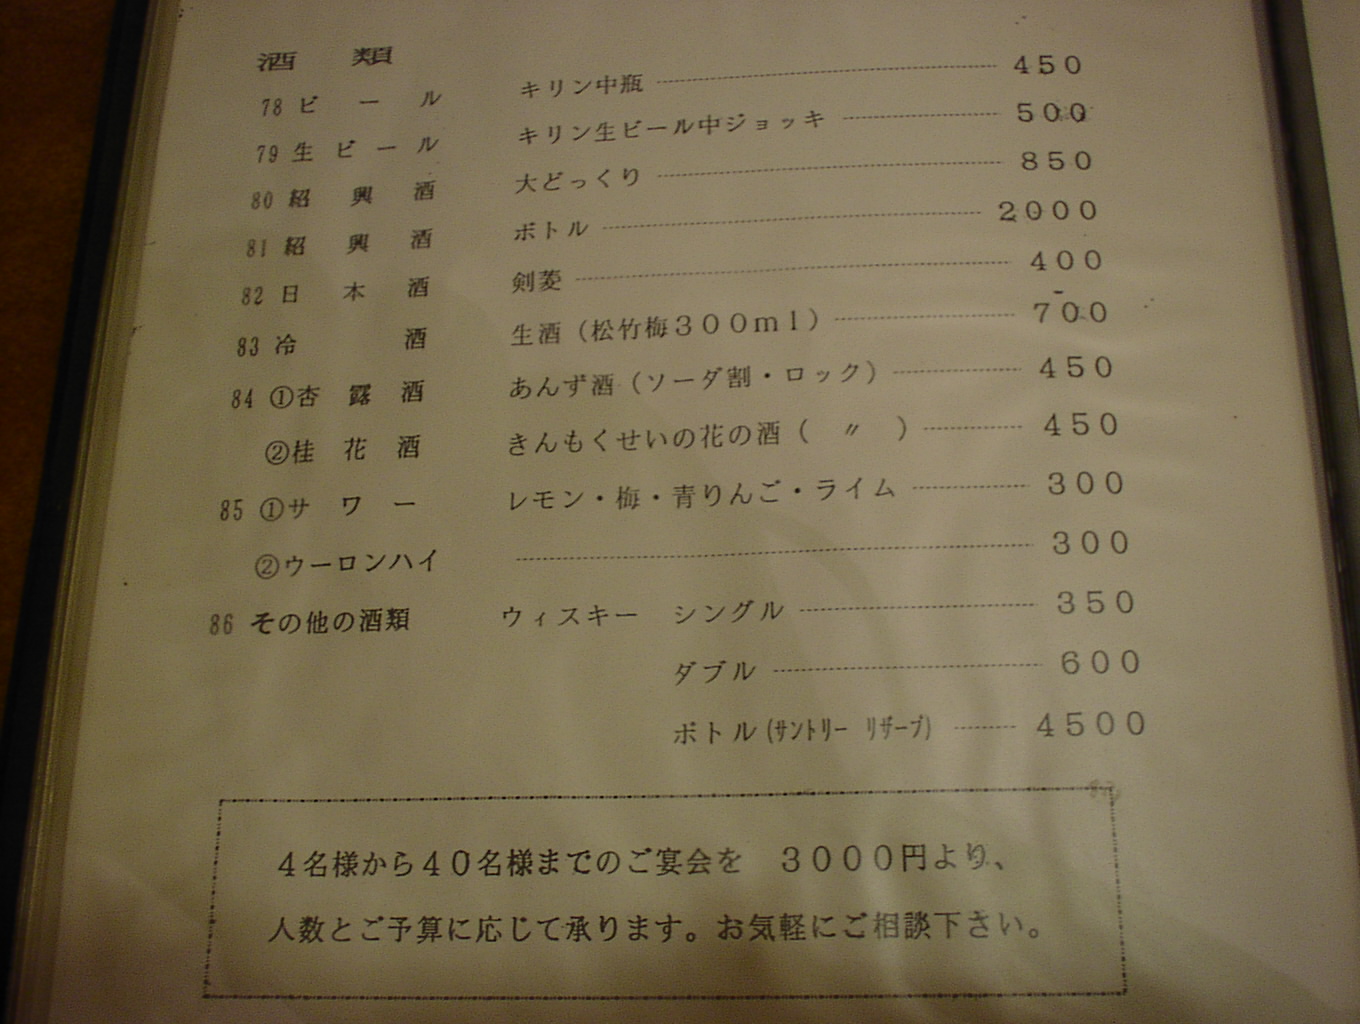 酒類
78 ビール キリン中瓶 450
79 生ビール キリン生ビール中ジョッキ 500
80 紹興酒 大どっくり 850
81 紹興酒 ボトル 2000
82 日本酒 剣菱 400
83 冷酒 生酒（松竹梅３００ｍｌ） 700
84 ①杏露酒 あんず酒（ソーダ割・ロック） 450
②桂花酒 きんもくせいの花の酒（ 〃 ） 450
85 ①サワー レモン・梅・青りんご・ライム 300
②ウーロンハイ 300
86 その他の酒類 ウィスキー シングル 350
ダブル 600
ボトル(ｻﾝﾄﾘｰ ﾘｻﾞｰﾌﾞ) 4500
４名様から４０名様までのご宴会を ３０００円より、
人数とご予算に応じて承ります。お気軽にご相談下さい。